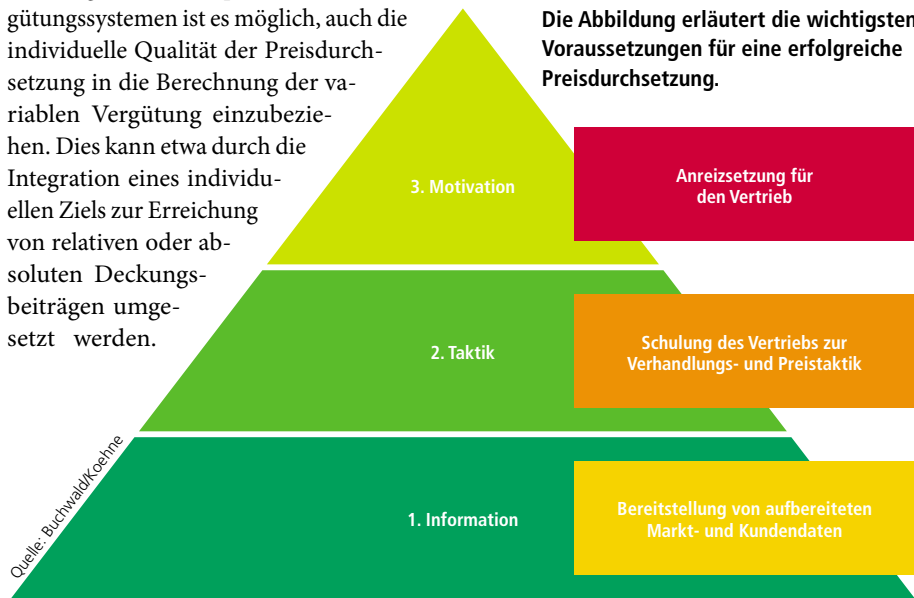 gütungssystemen ist es möglich, auch die
individuelle Qualität der Preisdurch-
setzung in die Berechnung der va-
riablen Vergütung einzubezie-
hen. Dies kann etwa durch die
Integration eines individu-
ellen Ziels zur Erreichung
von relativen oder ab-
soluten Deckungs-
beiträgen umge-
setzt werden.
Die Abbildung erläutert die wichtigsten
Voraussetzungen für eine erfolgreiche
Preisdurchsetzung.
3. Motivation
Anreizsetzung für
den Vertrieb
2. Taktik
Schulung des Vertriebs zur
Verhandlungs- und Preistaktik
1. Information
Bereitstellung von aufbereiteten
Markt- und Kundendaten
Quelle: Buchwald/Koehne